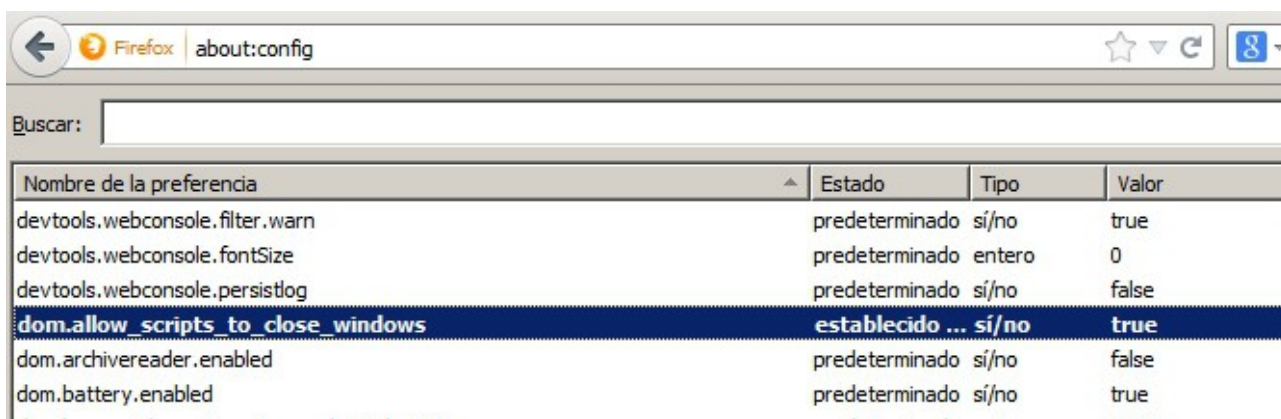 Firefox about:config 8
Buscar:
Nombre de la preferencia Estado Tipo Valor
devtools.webconsole.filter.warn predeterminado sí/no true
devtools.webconsole.fontSize predeterminado entero 0
devtools.webconsole.persistlog predeterminado sí/no false
dom.allow_scripts_to_close_windows establecido ... sí/no true
dom.archivereader.enabled predeterminado sí/no false
dom.battery.enabled predeterminado sí/no true